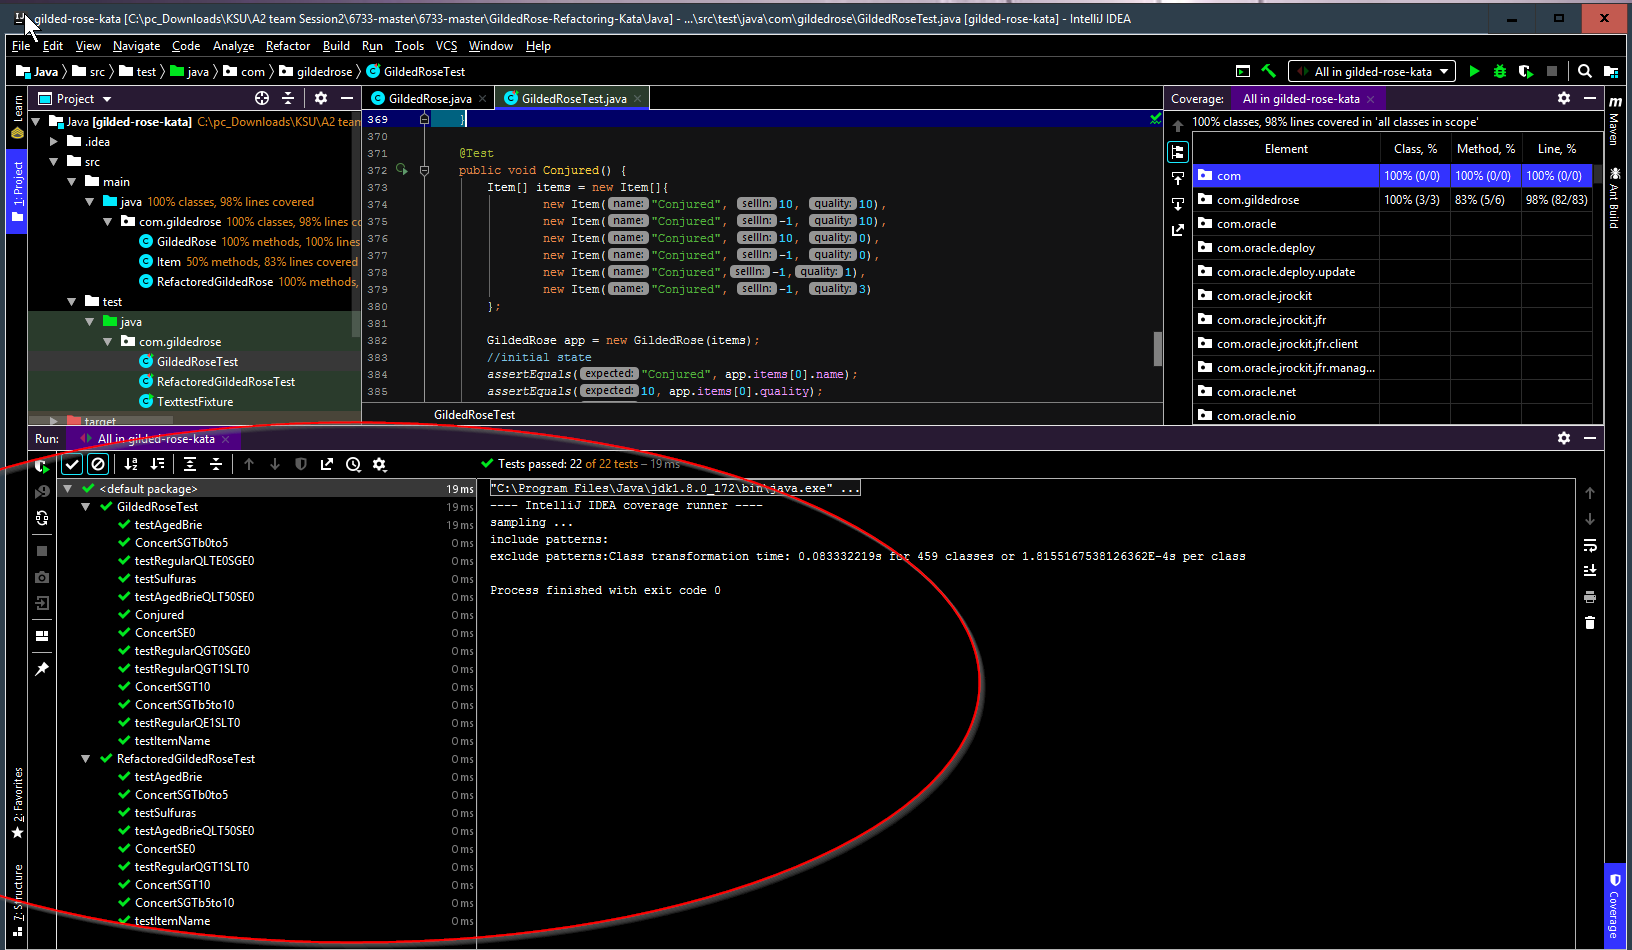 gilded-rose-kata [C:\pc_Downloads\KSU\A2 team Session2\6733-master\6733-master\GildedRose-Refactoring-Kata\Java] - ...\src\test\java\com\gildedrose\GildedRoseTest.java [gilded-rose-kata] - IntelliJ IDEA
File Edit View Navigate Code Analyze Refactor Build Run Tools VCS Window Help
Java src test java com gildedrose GildedRoseTest
All in gilded-rose-kata
Learn
1: Project
Project
Java [gilded-rose-kata] C:\pc_Downloads\KSU\A2 team
.idea
src
main
java 100% classes, 98% lines covered
com.gildedrose 100% classes, 98% lines co
GildedRose 100% methods, 100% lines
Item 50% methods, 83% lines covered
RefactoredGildedRose 100% methods,
test
java
com.gildedrose
GildedRoseTest
RefactoredGildedRoseTest
TexttestFixture
target
GildedRose.java GildedRoseTest.java
369 }
370
371 @Test
372 public void Conjured() {
373 Item[] items = new Item[]{
374 new Item( name: "Conjured", sellIn: 10, quality: 10),
375 new Item( name: "Conjured", sellIn: -1, quality: 10),
376 new Item( name: "Conjured", sellIn: 10, quality: 0),
377 new Item( name: "Conjured", sellIn: -1, quality: 0),
378 new Item( name: "Conjured", sellIn: -1, quality: 1),
379 new Item( name: "Conjured", sellIn: -1, quality: 3)
380 };
381
382 GildedRose app = new GildedRose(items);
383 //initial state
384 assertEquals( expected: "Conjured", app.items[0].name);
385 assertEquals( expected: 10, app.items[0].quality);
GildedRoseTest
Coverage: All in gilded-rose-kata
100% classes, 98% lines covered in 'all classes in scope'
Element Class, % Method, % Line, %
com 100% (0/0) 100% (0/0) 100% (0/0)
com.gildedrose 100% (3/3) 83% (5/6) 98% (82/83)
com.oracle
com.oracle.deploy
com.oracle.deploy.update
com.oracle.jrockit
com.oracle.jrockit.jfr
com.oracle.jrockit.jfr.client
com.oracle.jrockit.jfr.manag...
com.oracle.net
com.oracle.nio
m Maven
Ant Build
Run: All in gilded-rose-kata
Tests passed: 22 of 22 tests – 19 ms
<default package> 19 ms
GildedRoseTest 19 ms
testAgedBrie 19 ms
ConcertSGTb0to5 0 ms
testRegularQLTE0SGE0 0 ms
testSulfuras 0 ms
testAgedBrieQLT50SE0 0 ms
Conjured 0 ms
ConcertSE0 0 ms
testRegularQGT0SGE0 0 ms
testRegularQGT1SLT0 0 ms
ConcertSGT10 0 ms
ConcertSGTb5to10 0 ms
testRegularQE1SLT0 0 ms
testItemName 0 ms
RefactoredGildedRoseTest 0 ms
testAgedBrie 0 ms
ConcertSGTb0to5 0 ms
testSulfuras 0 ms
testAgedBrieQLT50SE0 0 ms
ConcertSE0 0 ms
testRegularQGT1SLT0 0 ms
ConcertSGT10 0 ms
ConcertSGTb5to10 0 ms
testItemName 0 ms
"C:\Program Files\Java\jdk1.8.0_172\bin\java.exe" ...
---- IntelliJ IDEA coverage runner ----
sampling ...
include patterns:
exclude patterns:Class transformation time: 0.083332219s for 459 classes or 1.8155167538126362E-4s per class
Process finished with exit code 0
2: Favorites
7: Structure
Coverage